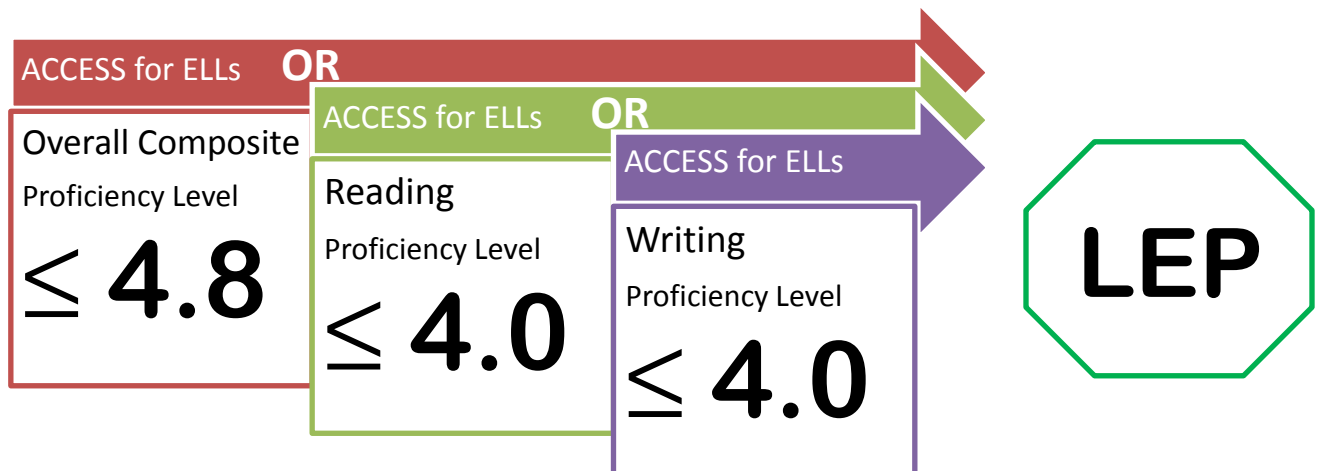 ACCESS for ELLs OR
Overall Composite
Proficiency Level
≤ 4.8
ACCESS for ELLs OR
Reading
Proficiency Level
≤ 4.0
ACCESS for ELLs
Writing
Proficiency Level
≤ 4.0
LEP